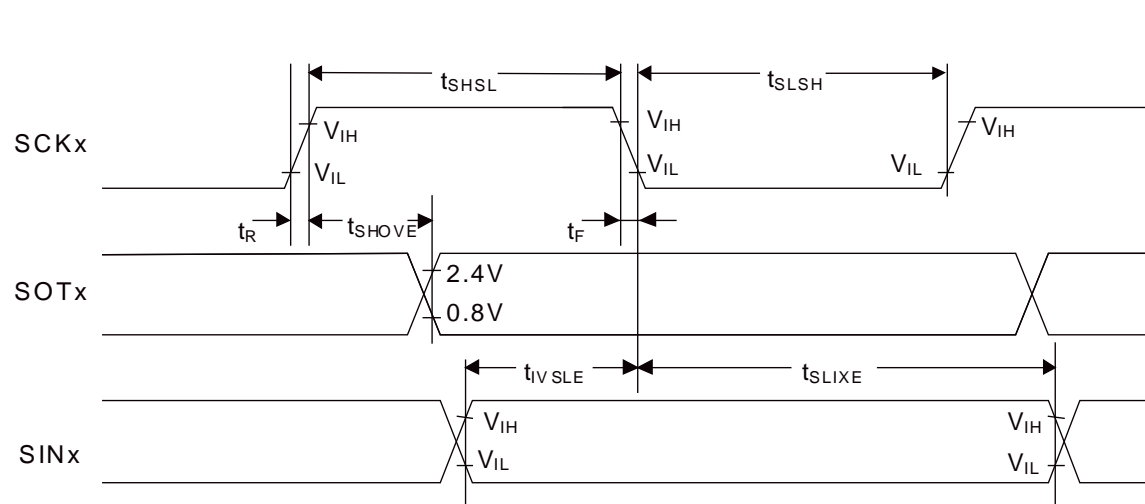 tSHSL
tSLSH
SCKx
VIH
VIH
VIH
VIL
VIL
VIL
tR
tSHOVE
tF
SOTx
2.4V
0.8V
tIVSLE
tSLIXE
SINx
VIH
VIH
VIL
VIL